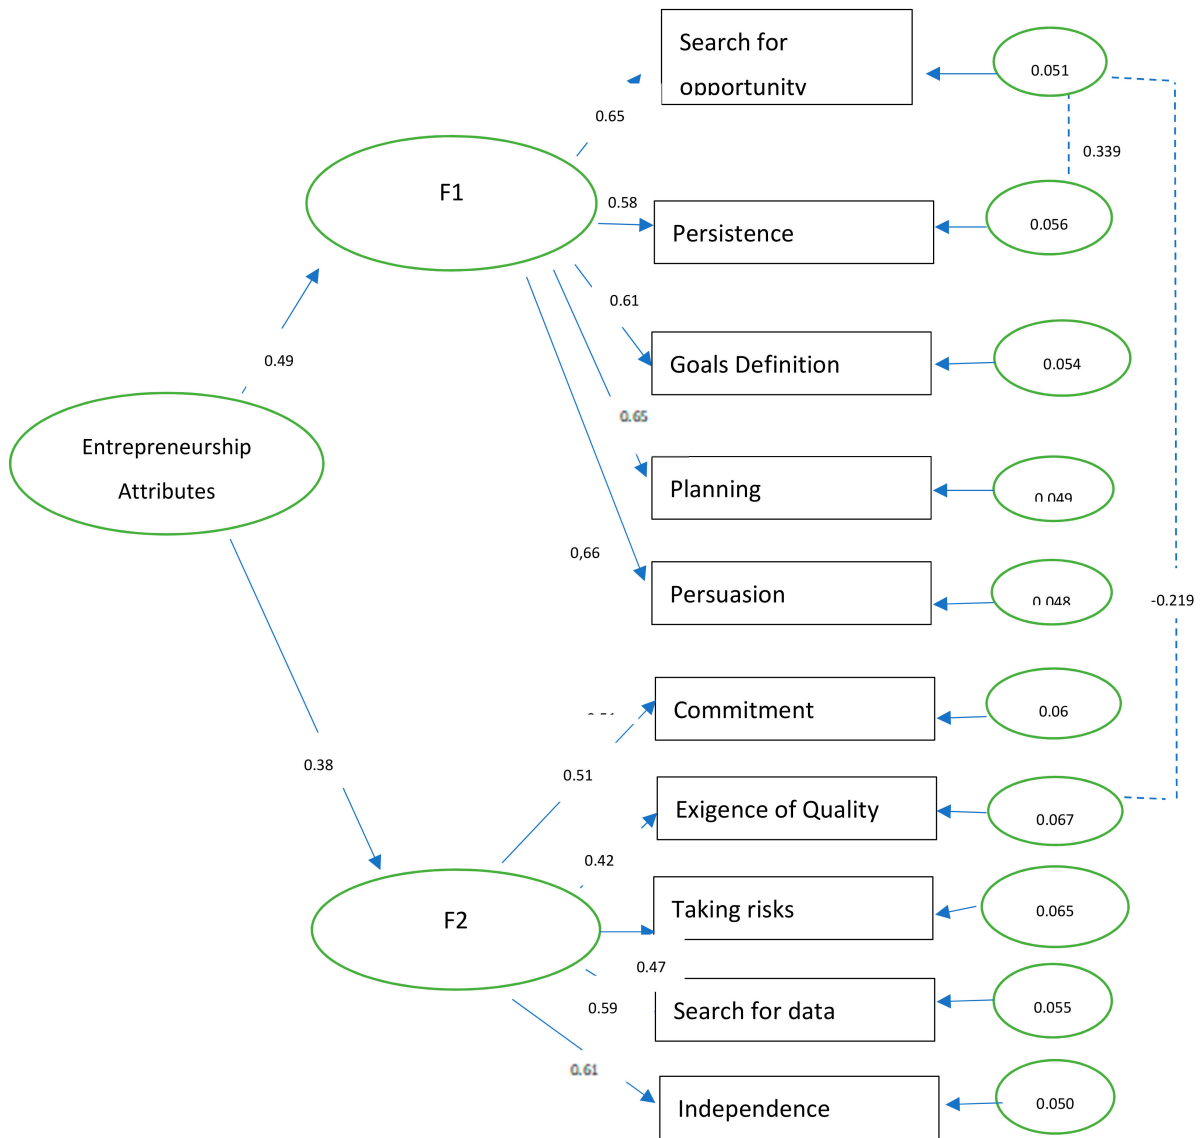 Search for
opportunity
0.051
0.65
0.339
F1
0.58
Persistence
0.056
0.61
0.49
Goals Definition
0.054
0.65
Entrepreneurship
Attributes
Planning
0.049
0,66
Persuasion
0.048
-0.219
Commitment
0.06
0.38
0.51
Exigence of Quality
0.067
0.42
F2
Taking risks
0.065
0.47
0.59
Search for data
0.055
0.61
Independence
0.050